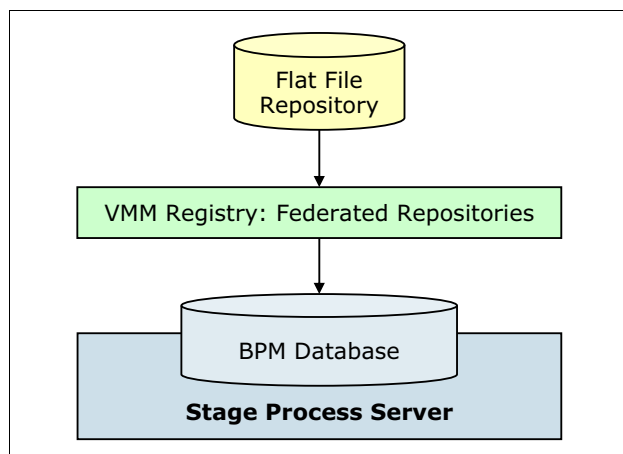 Flat File
Repository
VMM Registry: Federated Repositories
BPM Database
Stage Process Server